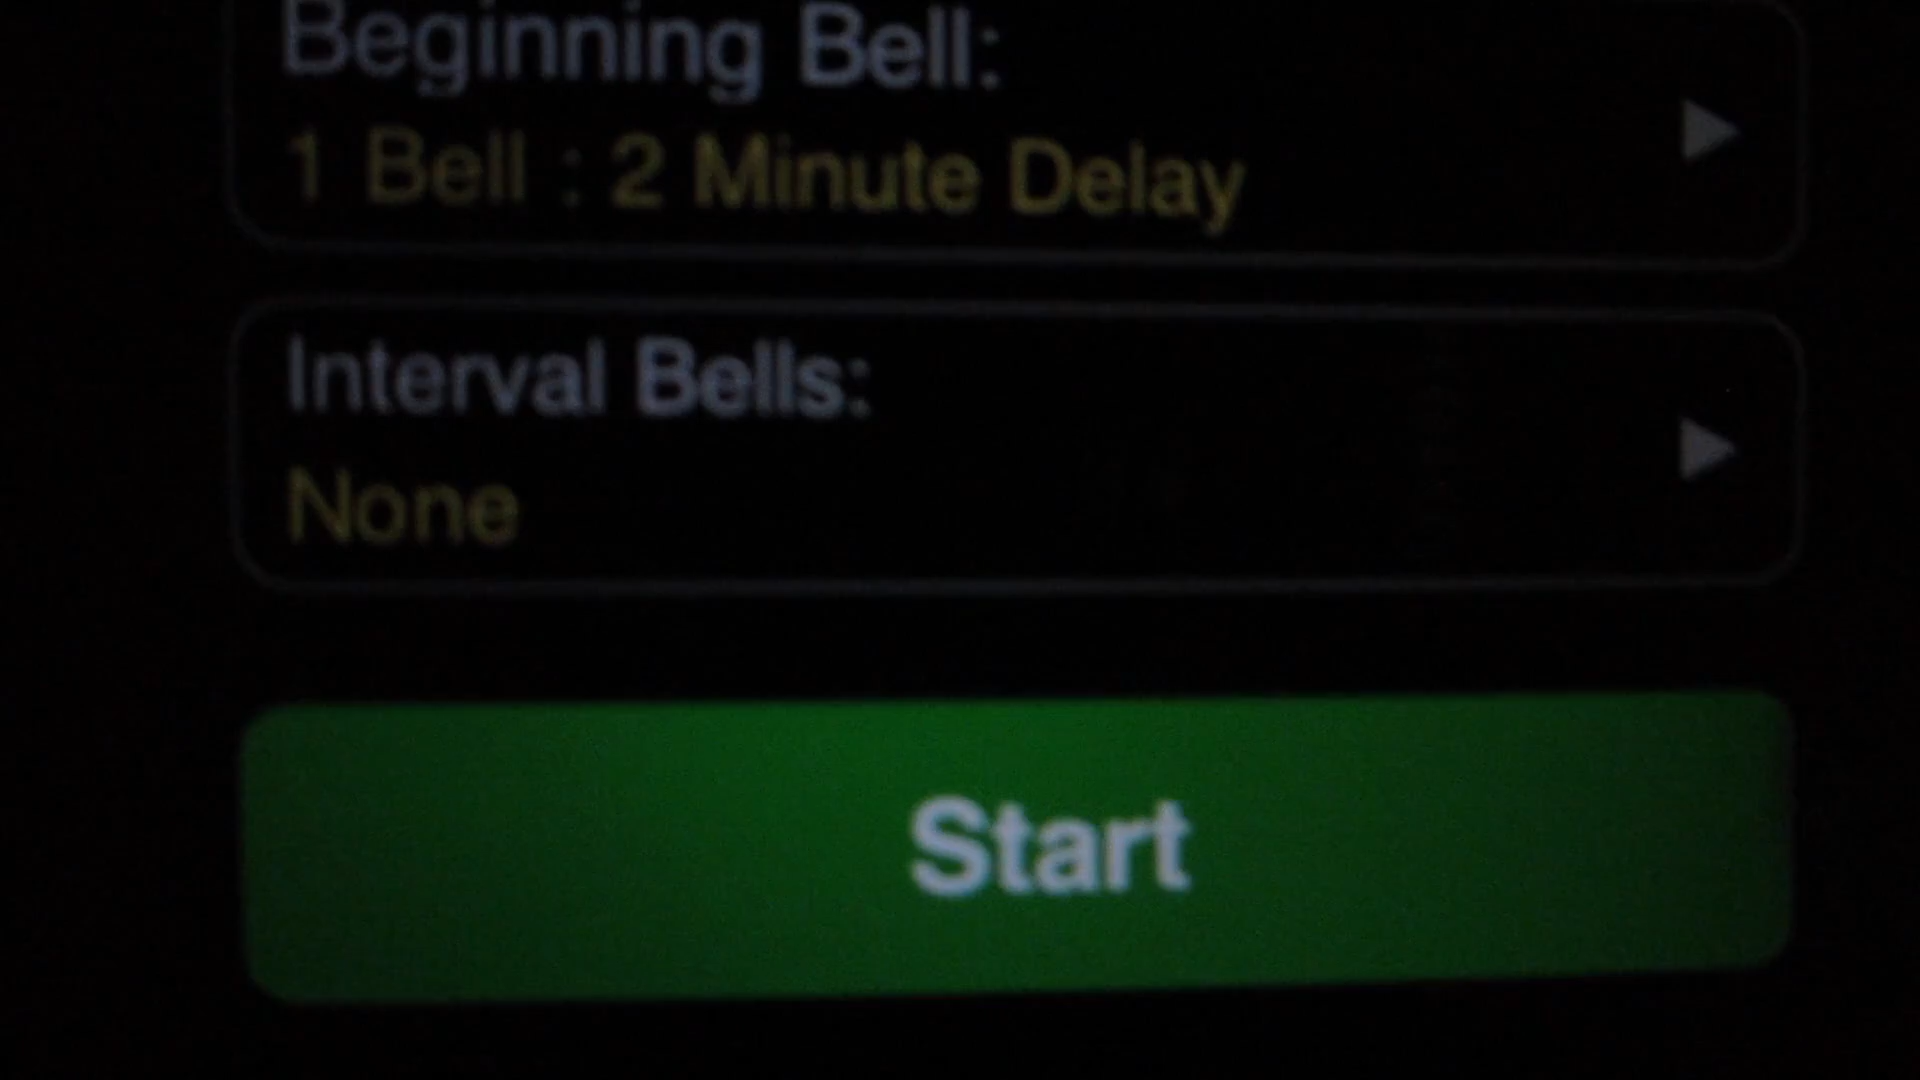 Beginning Bell:
1 Bell : 2 Minute Delay
Interval Bells:
None
Start